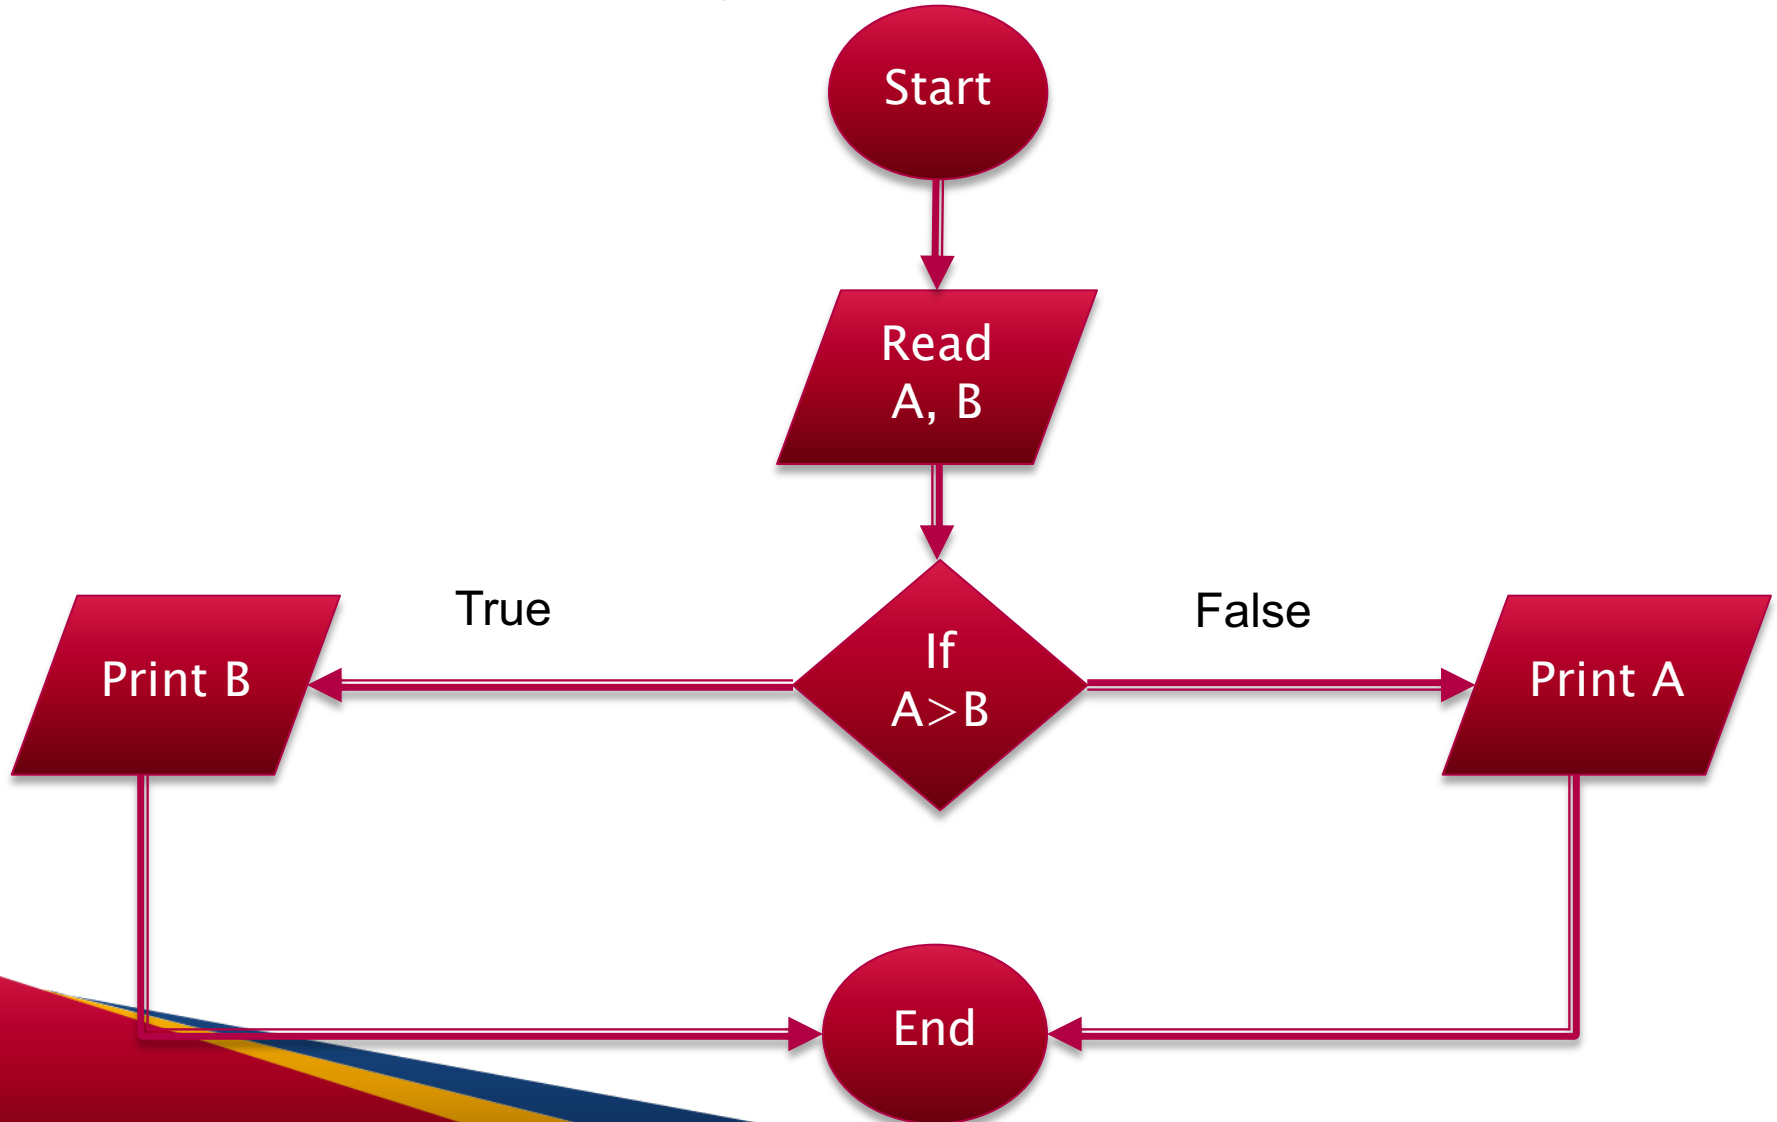 Start
Read
A, B
True
False
Print B
If
A>B
Print A
End